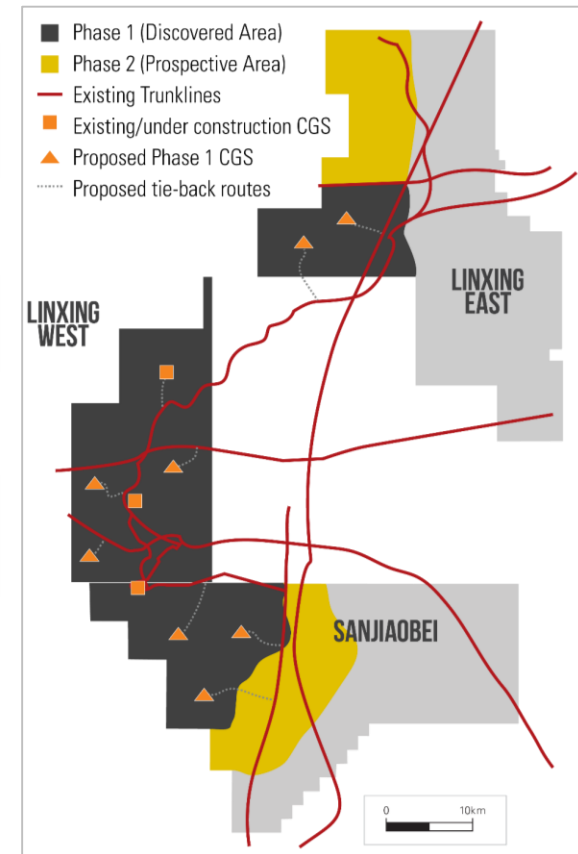 Phase 1 (Discovered Area)
Phase 2 (Prospective Area)
Existing Trunklines
Existing/under construction CGS
Proposed Phase 1 CGS
Proposed tie-back routes
LINXING
EAST
LINXING
WEST
SANJIAOBEI
0 10km